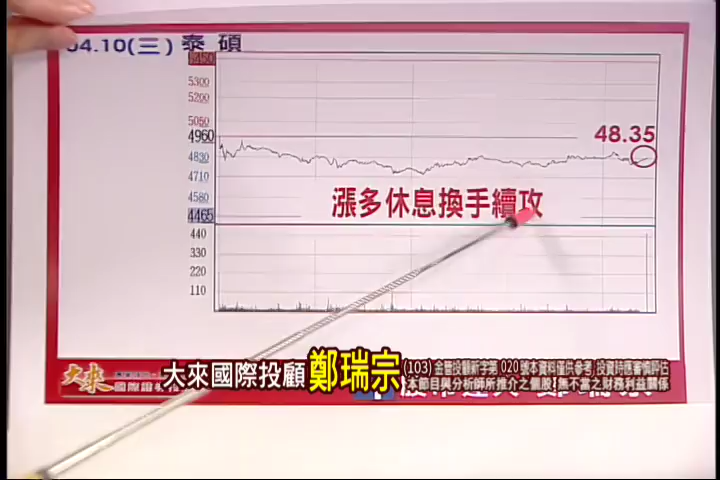 04.10(三) 泰碩
5300
5200
5050
4960
4830
4710
4580
4465
440
330
220
110
48.35
漲多休息換手續攻
大來國際投顧 鄭瑞宗
(103)金管投顧新字第020號本資料僅供參考,投資時應審慎評估
本節目與分析師所推介之個股無不當之財務利益關係
大來